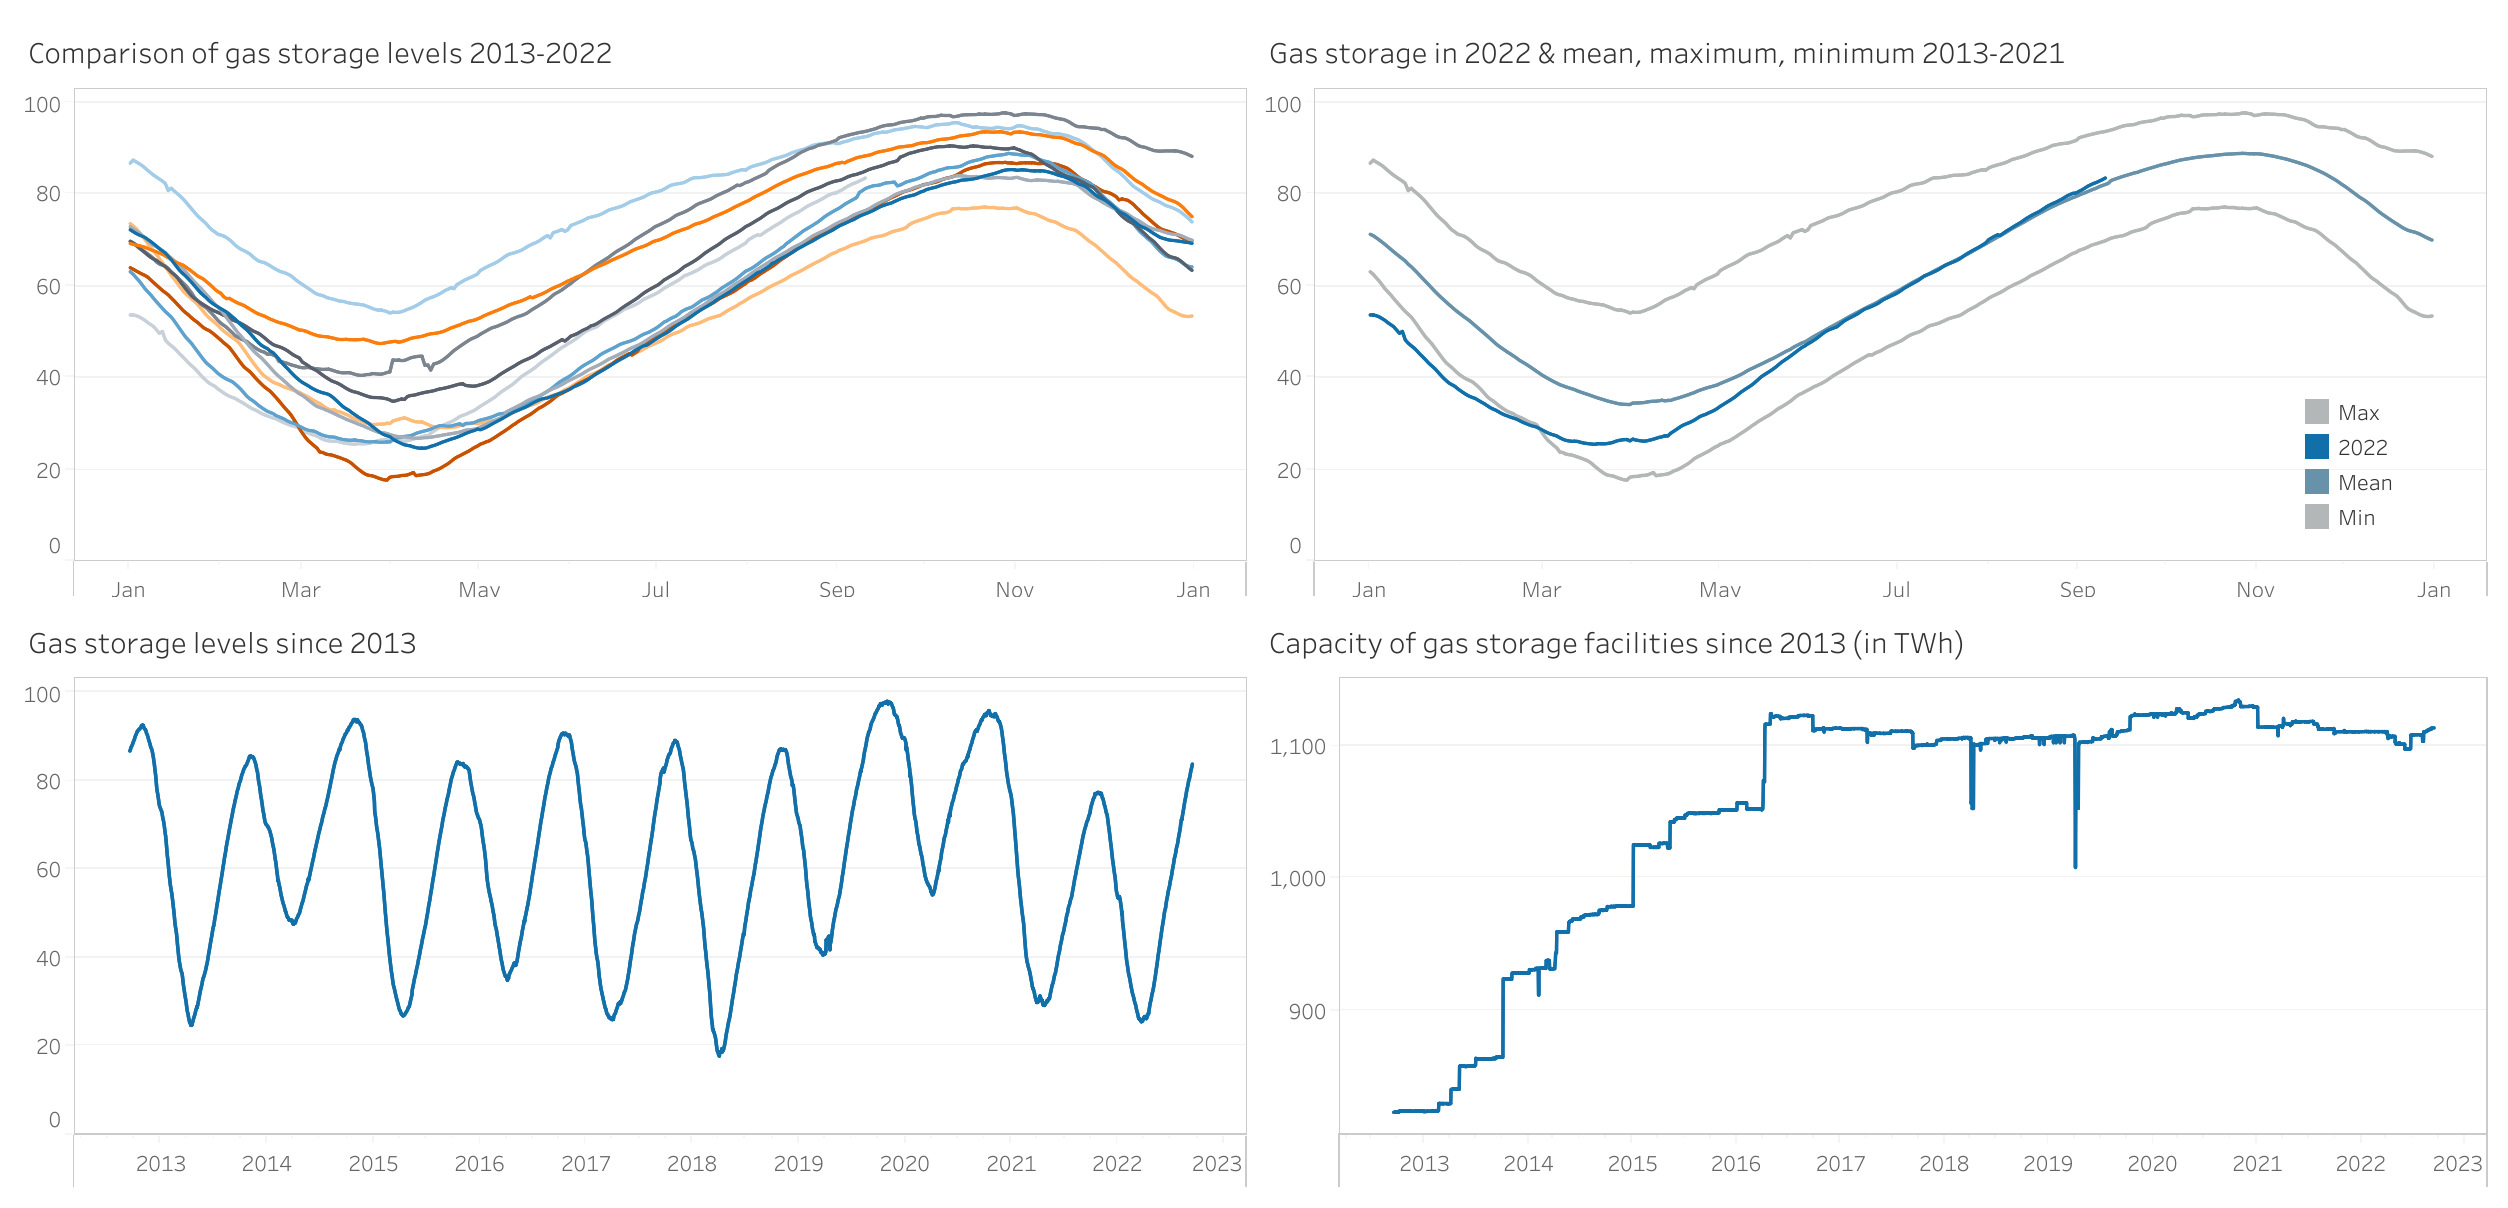 Comparison of gas storage levels 2013-2022
100
80
60
40
20
0
Jan Mar May Jul Sep Nov Jan
Gas storage in 2022 & mean, maximum, minimum 2013-2021
100
80
60
40
20
0
Max
2022
Mean
Min
Jan Mar May Jul Sep Nov Jan
Gas storage levels since 2013
100
80
60
40
20
0
2013 2014 2015 2016 2017 2018 2019 2020 2021 2022 2023
Capacity of gas storage facilities since 2013 (in TWh)
1,100
1,000
900
2013 2014 2015 2016 2017 2018 2019 2020 2021 2022 2023